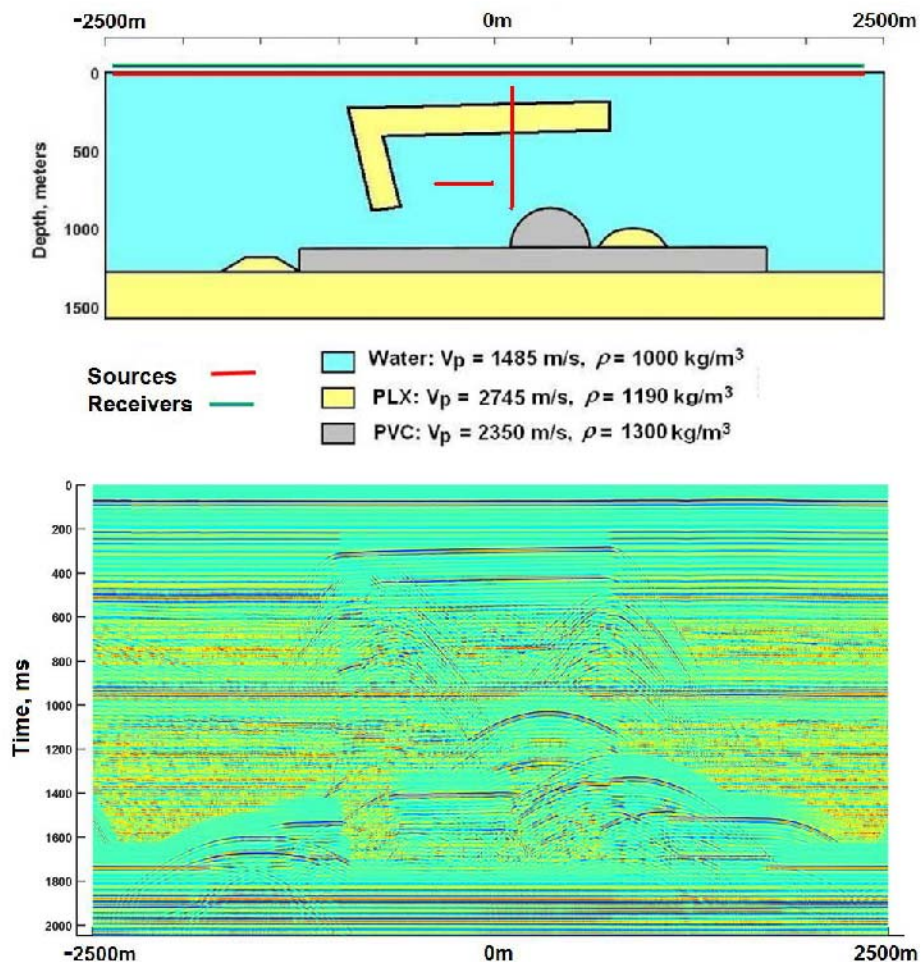 -2500m 0m 2500m
0
500
1000
1500
Depth, meters
Water: Vp = 1485 m/s, ρ = 1000 kg/m³
Sources
PLX: Vp = 2745 m/s, ρ = 1190 kg/m³
Receivers
PVC: Vp = 2350 m/s, ρ = 1300 kg/m³
0
200
400
600
800
1000
1200
1400
1600
1800
2000
Time, ms
-2500m 0m 2500m